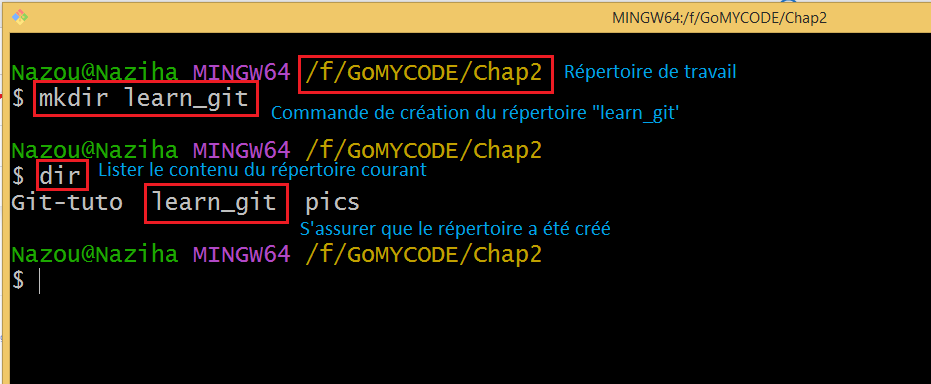 MINGW64:/f/GoMYCODE/Chap2
Nazou@Naziha MINGW64 /f/GoMYCODE/Chap2 Répertoire de travail
$ mkdir learn_git Commande de création du répertoire "learn_git'
Nazou@Naziha MINGW64 /f/GoMYCODE/Chap2
$ dir Lister le contenu du répertoire courant
Git-tuto learn_git pics
S'assurer que le répertoire a été créé
Nazou@Naziha MINGW64 /f/GoMYCODE/Chap2
$